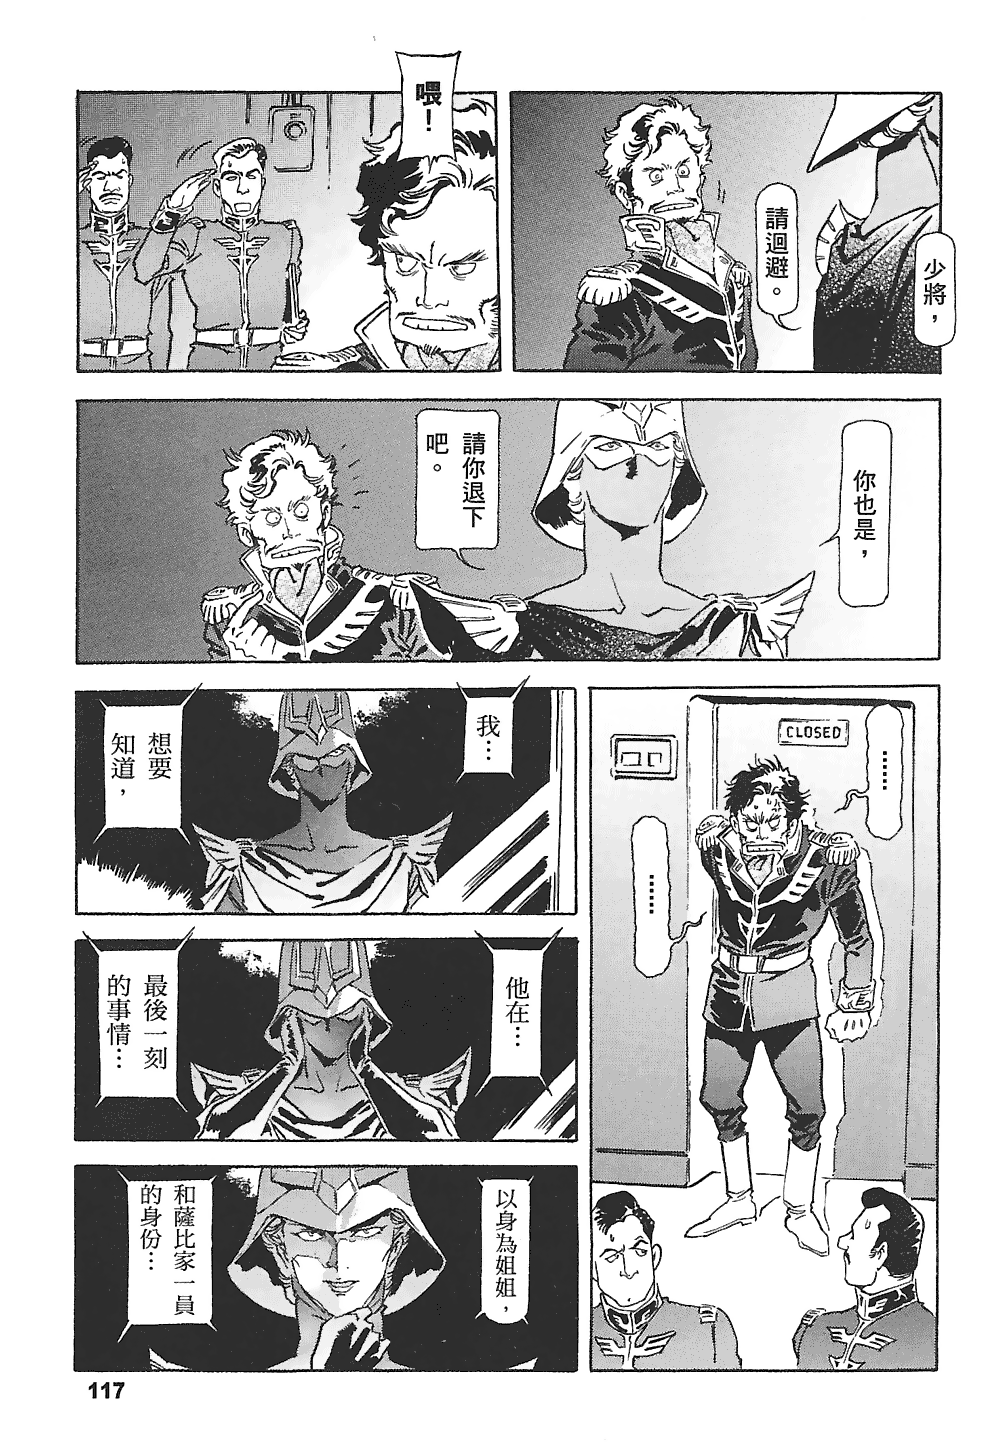 少將，
請迴避。
喂！
你也是，
請你退下
吧。
CLOSED
……
……
我…
想要
知道，
他在…
最後一刻
的事情…
以身為姐姐，
和薩比家一員
的身份…
117